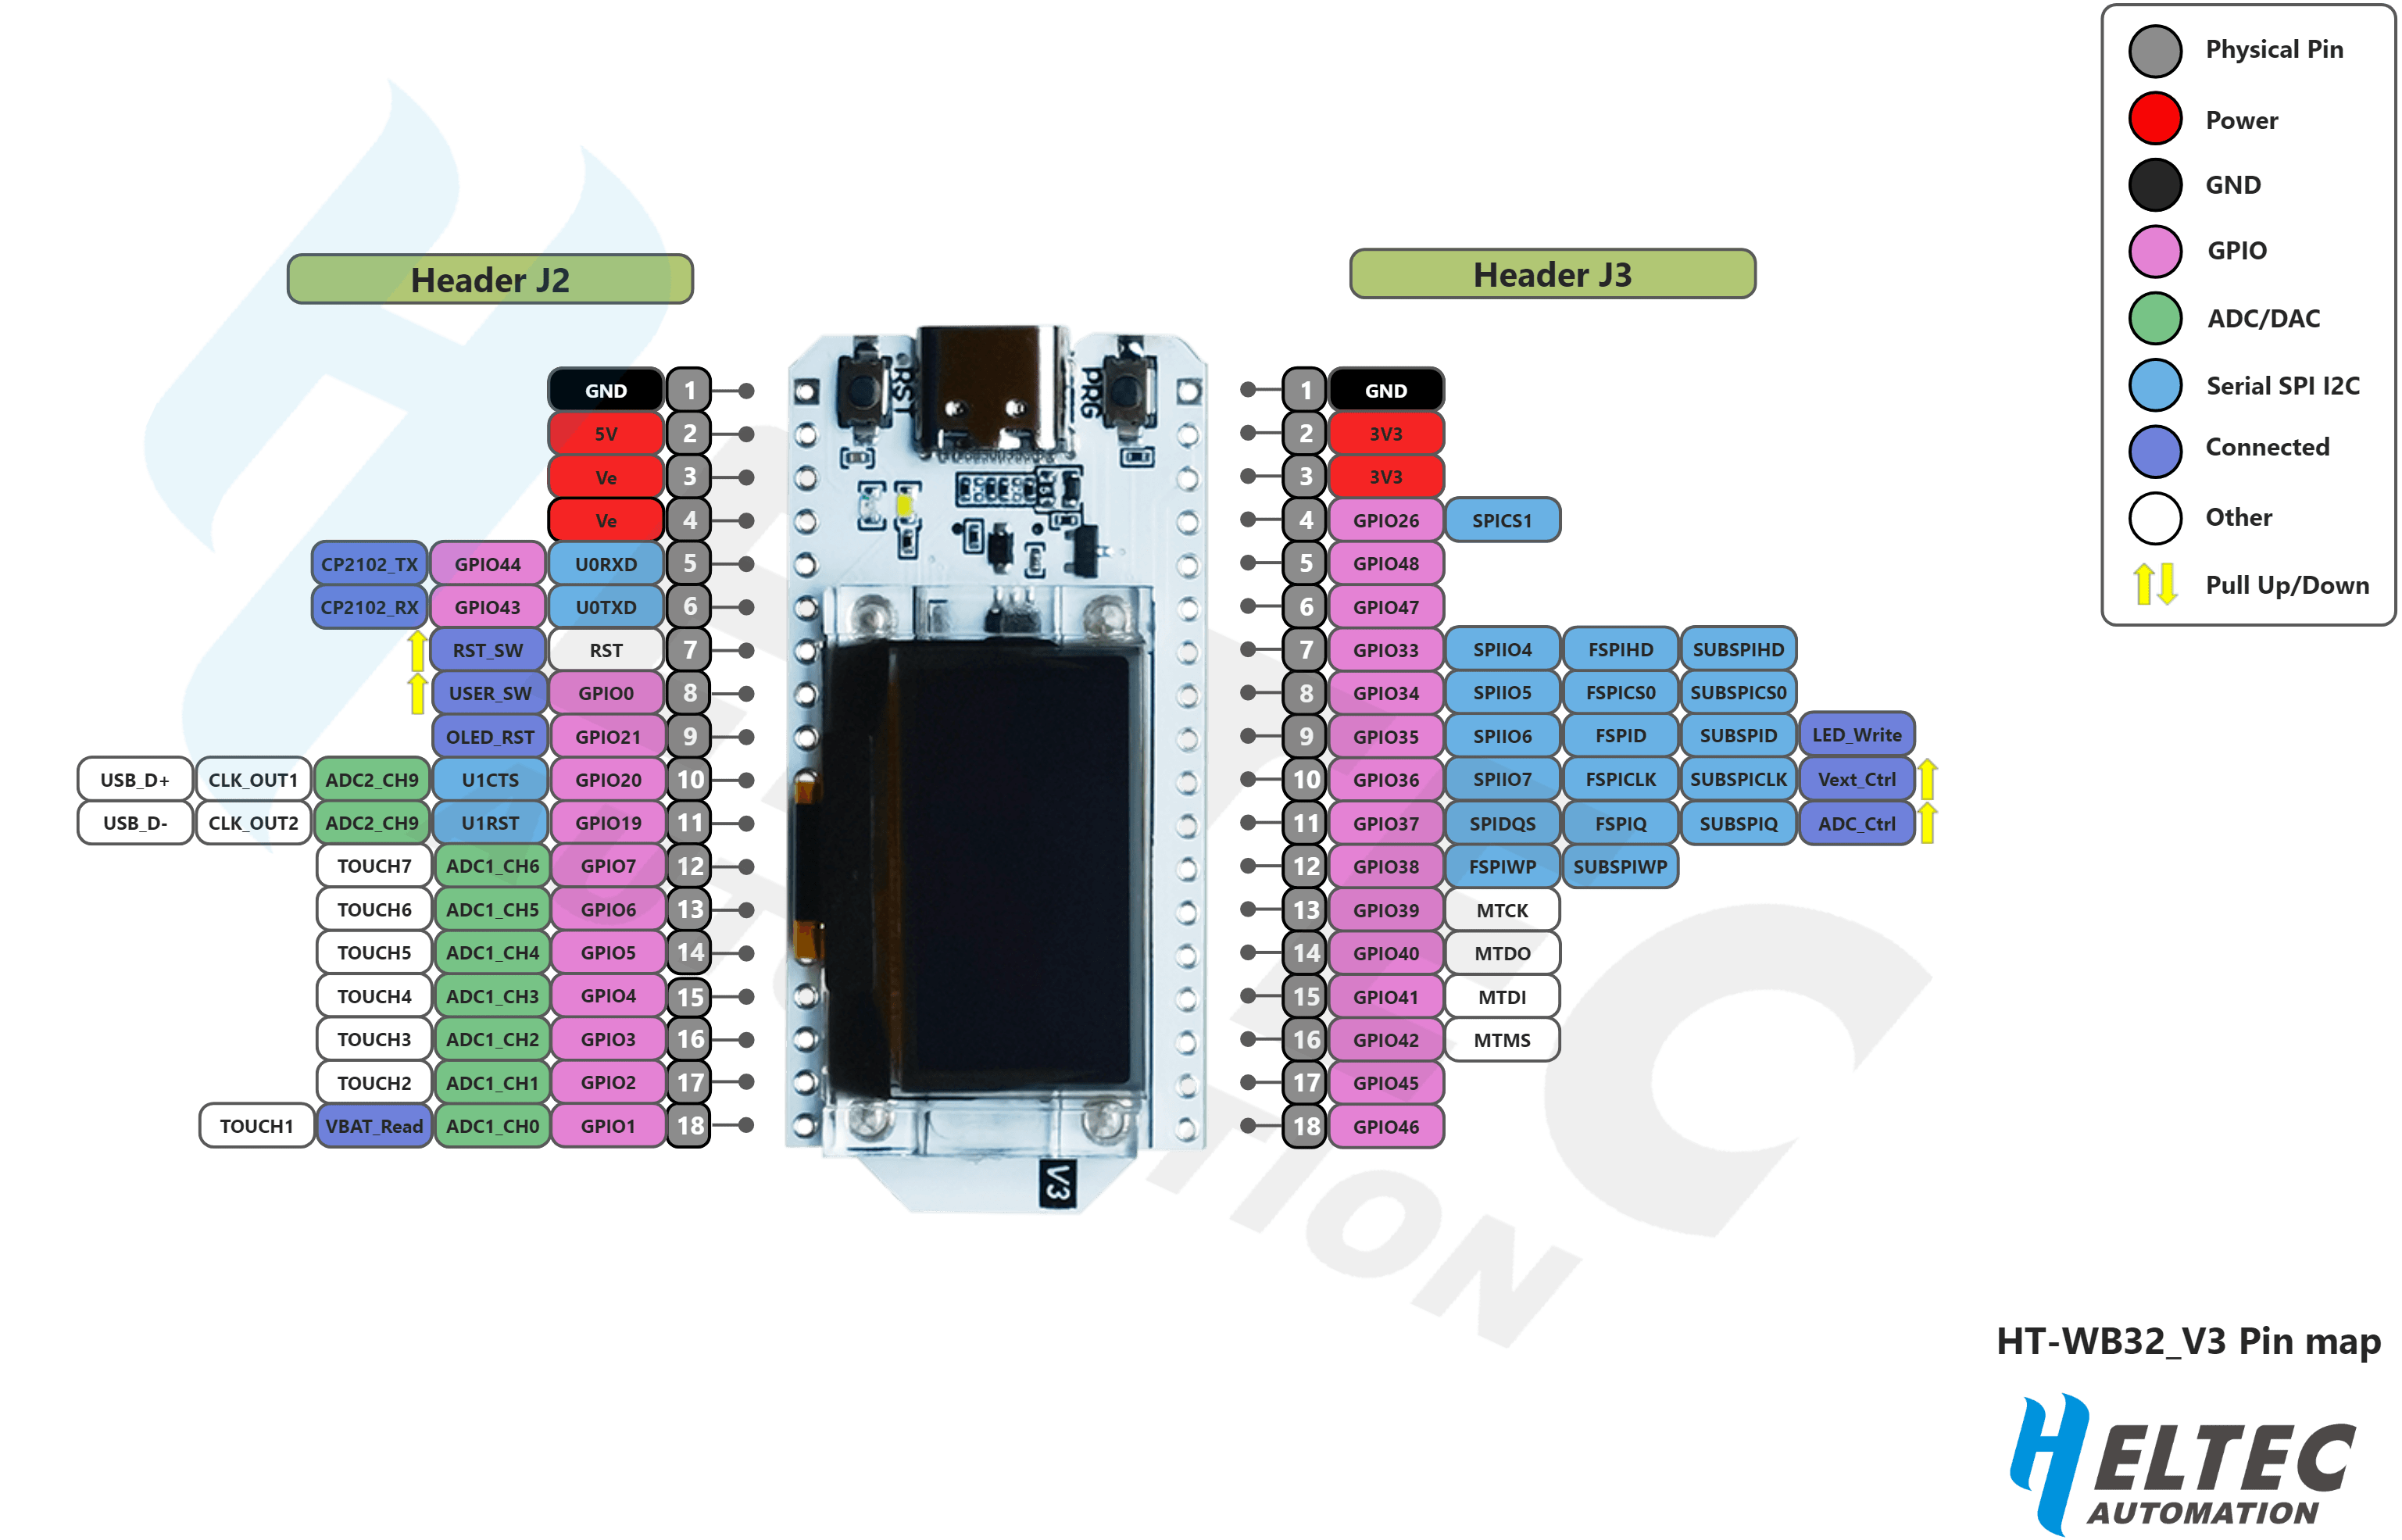 Physical Pin
Power
GND
GPIO
ADC/DAC
Serial SPI I2C
Connected
Other
Pull Up/Down
Header J2
GND 1
5V 2
Ve 3
Ve 4
CP2102_TX GPIO44 U0RXD 5
CP2102_RX GPIO43 U0TXD 6
RST_SW RST 7
USER_SW GPIO0 8
OLED_RST GPIO21 9
USB_D+ CLK_OUT1 ADC2_CH9 U1CTS GPIO20 10
USB_D- CLK_OUT2 ADC2_CH9 U1RST GPIO19 11
TOUCH7 ADC1_CH6 GPIO7 12
TOUCH6 ADC1_CH5 GPIO6 13
TOUCH5 ADC1_CH4 GPIO5 14
TOUCH4 ADC1_CH3 GPIO4 15
TOUCH3 ADC1_CH2 GPIO3 16
TOUCH2 ADC1_CH1 GPIO2 17
TOUCH1 VBAT_Read ADC1_CH0 GPIO1 18
RST
PRG
V3
Header J3
1 GND
2 3V3
3 3V3
4 GPIO26 SPICS1
5 GPIO48
6 GPIO47
7 GPIO33 SPIIO4 FSPIHD SUBSPIHD
8 GPIO34 SPIIO5 FSPICS0 SUBSPICS0
9 GPIO35 SPIIO6 FSPID SUBSPID LED_Write
10 GPIO36 SPIIO7 FSPICLK SUBSPICLK Vext_Ctrl
11 GPIO37 SPIDQS FSPIQ SUBSPIQ ADC_Ctrl
12 GPIO38 FSPIWP SUBSPIWP
13 GPIO39 MTCK
14 GPIO40 MTDO
15 GPIO41 MTDI
16 GPIO42 MTMS
17 GPIO45
18 GPIO46
HELTEC
AUTOMATION
HT-WB32_V3 Pin map
HELTEC
AUTOMATION